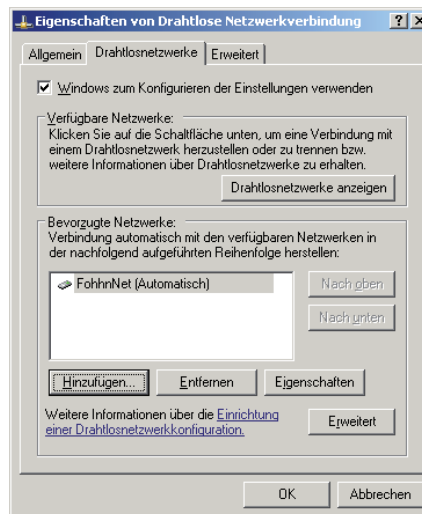 Eigenschaften von Drahtlose Netzwerkverbindung
Allgemein Drahtlosnetzwerke Erweitert
Windows zum Konfigurieren der Einstellungen verwenden
Verfügbare Netzwerke:
Klicken Sie auf die Schaltfläche unten, um eine Verbindung mit
einem Drahtlosnetzwerk herzustellen oder zu trennen bzw.
weitere Informationen über Drahtlosnetzwerke zu erhalten.
Drahtlosnetzwerke anzeigen
Bevorzugte Netzwerke:
Verbindung automatisch mit den verfügbaren Netzwerken in
der nachfolgend aufgeführten Reihenfolge herstellen:
FohhnNet (Automatisch)
Nach oben
Nach unten
Hinzufügen... Entfernen Eigenschaften
Weitere Informationen über die Einrichtung
einer Drahtlosnetzwerkkonfiguration.
Erweitert
OK Abbrechen